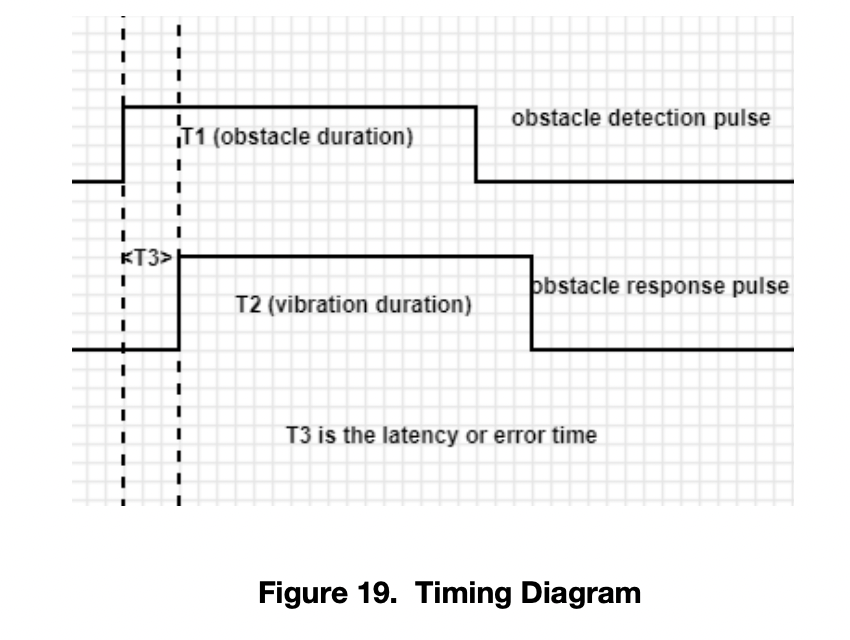 obstacle detection pulse
T1 (obstacle duration)
<T3>
obstacle response pulse
T2 (vibration duration)
T3 is the latency or error time
Figure 19. Timing Diagram